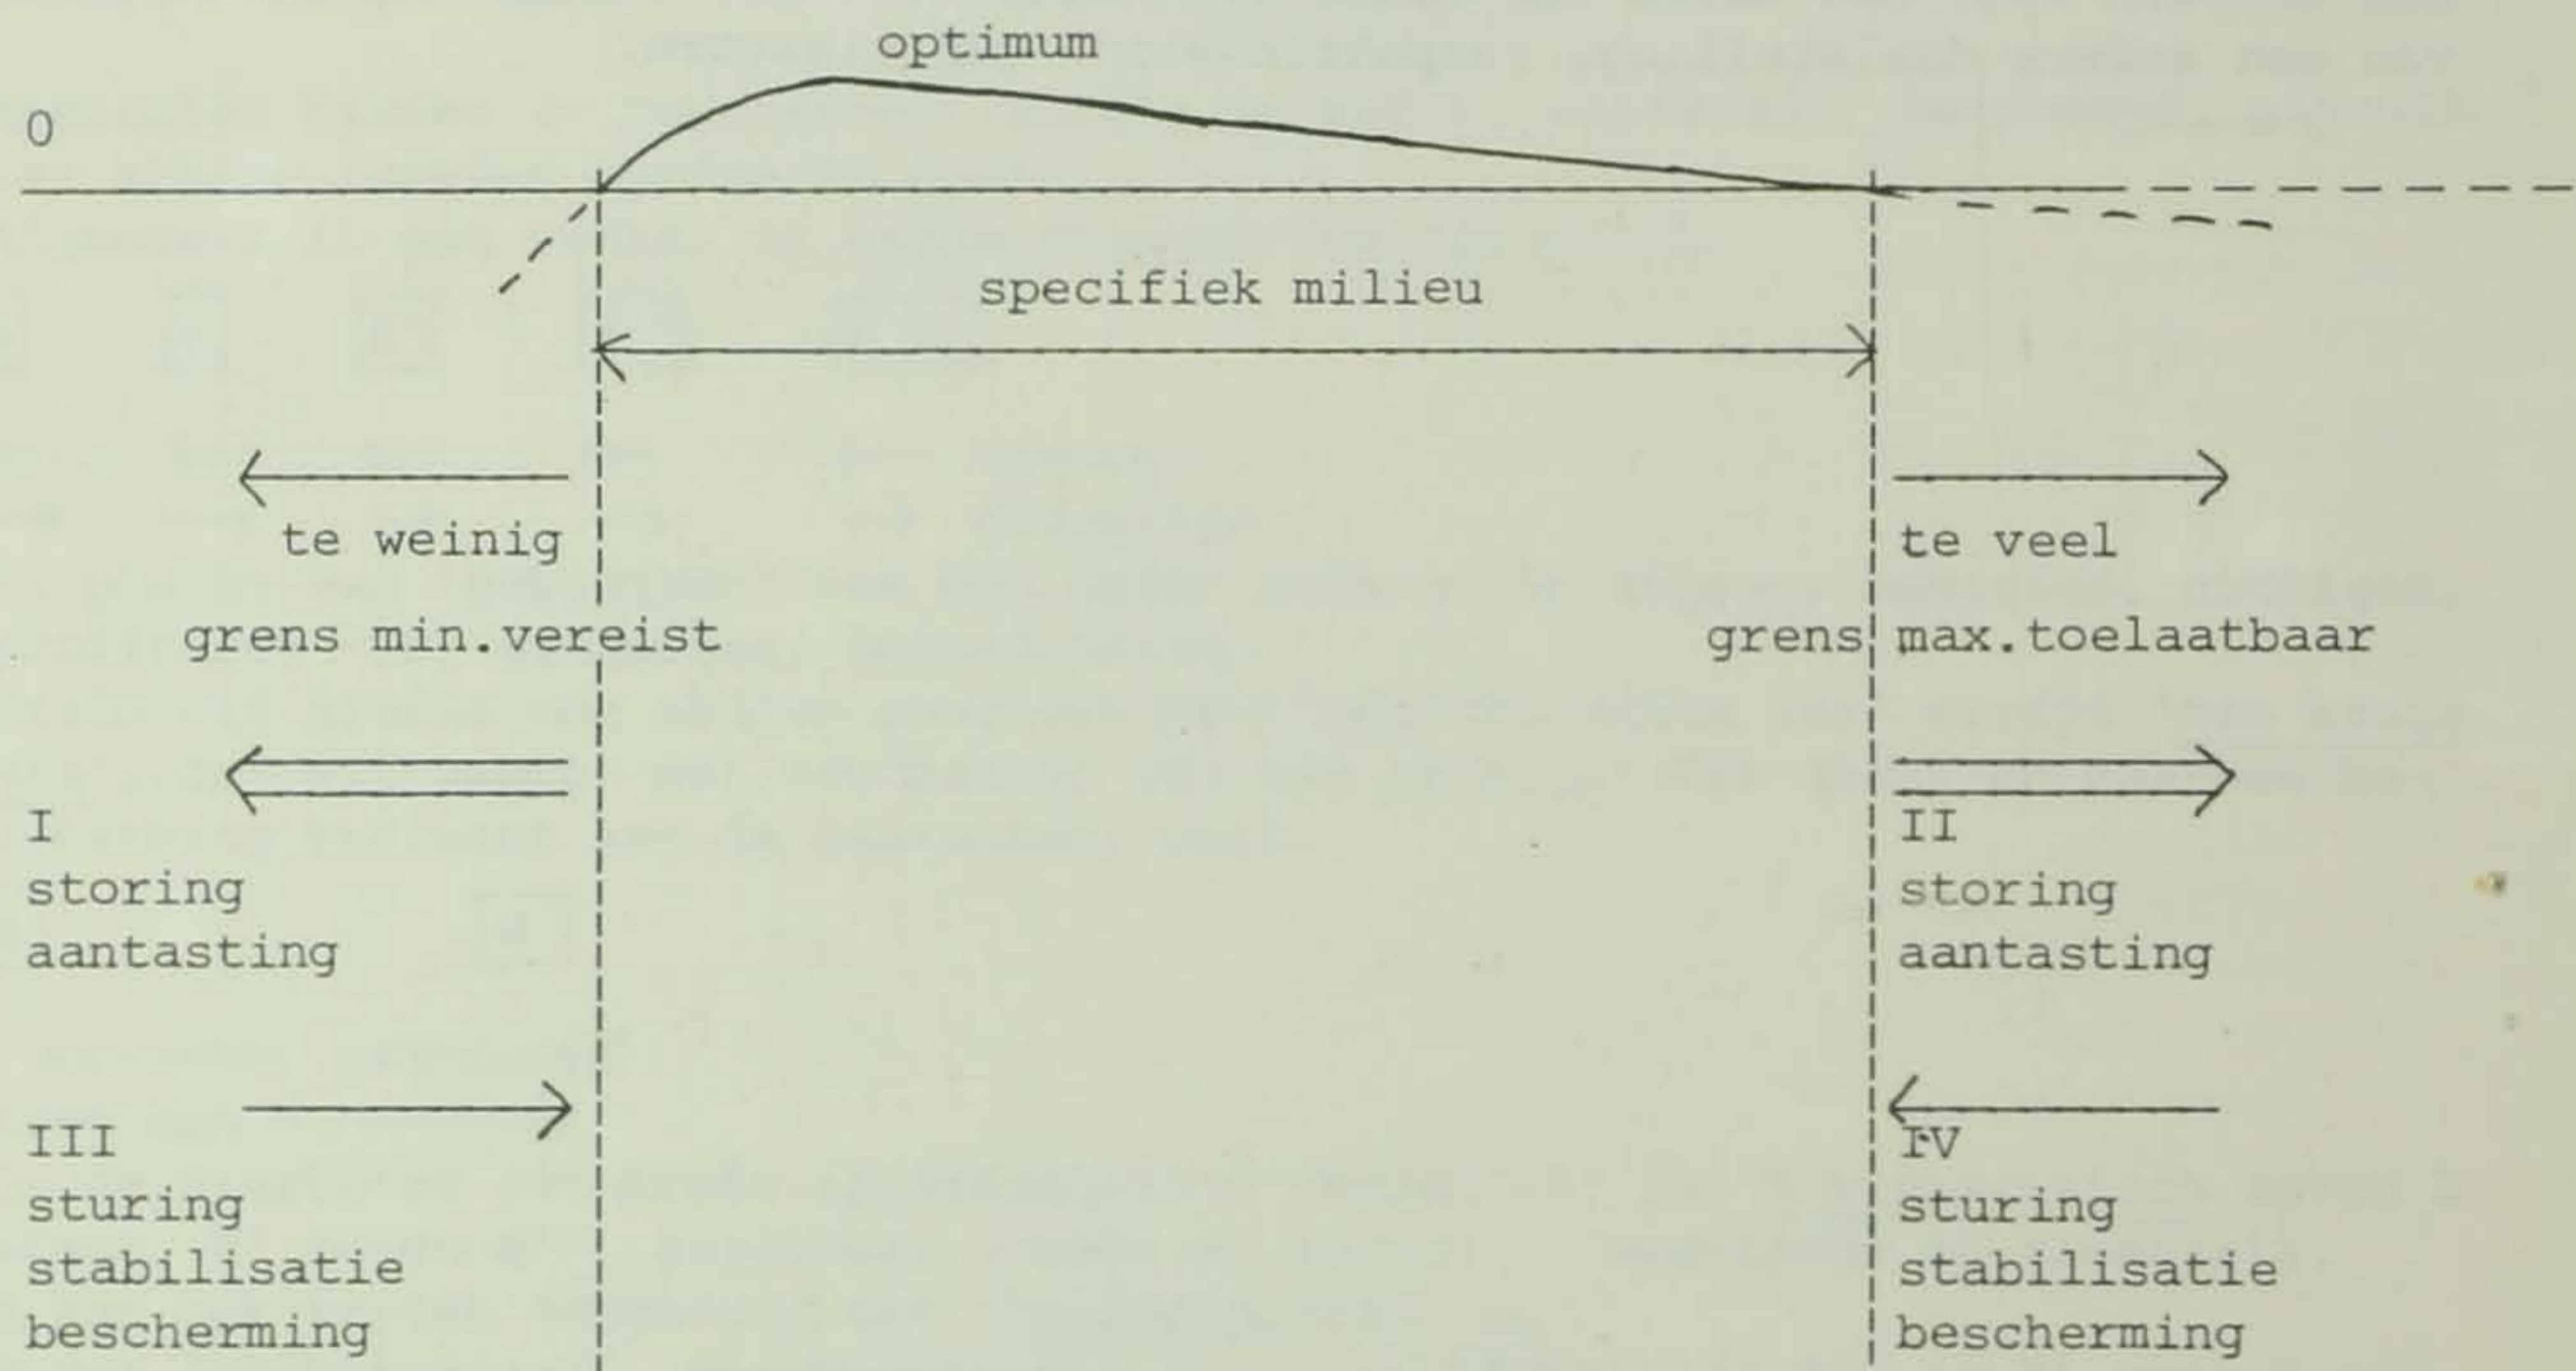 optimum
0
specifiek milieu
te weinig
te veel
grens min.vereist
grens max.toelaatbaar
I
storing
aantasting
II
storing
aantasting
III
sturing
stabilisatie
bescherming
IV
sturing
stabilisatie
bescherming